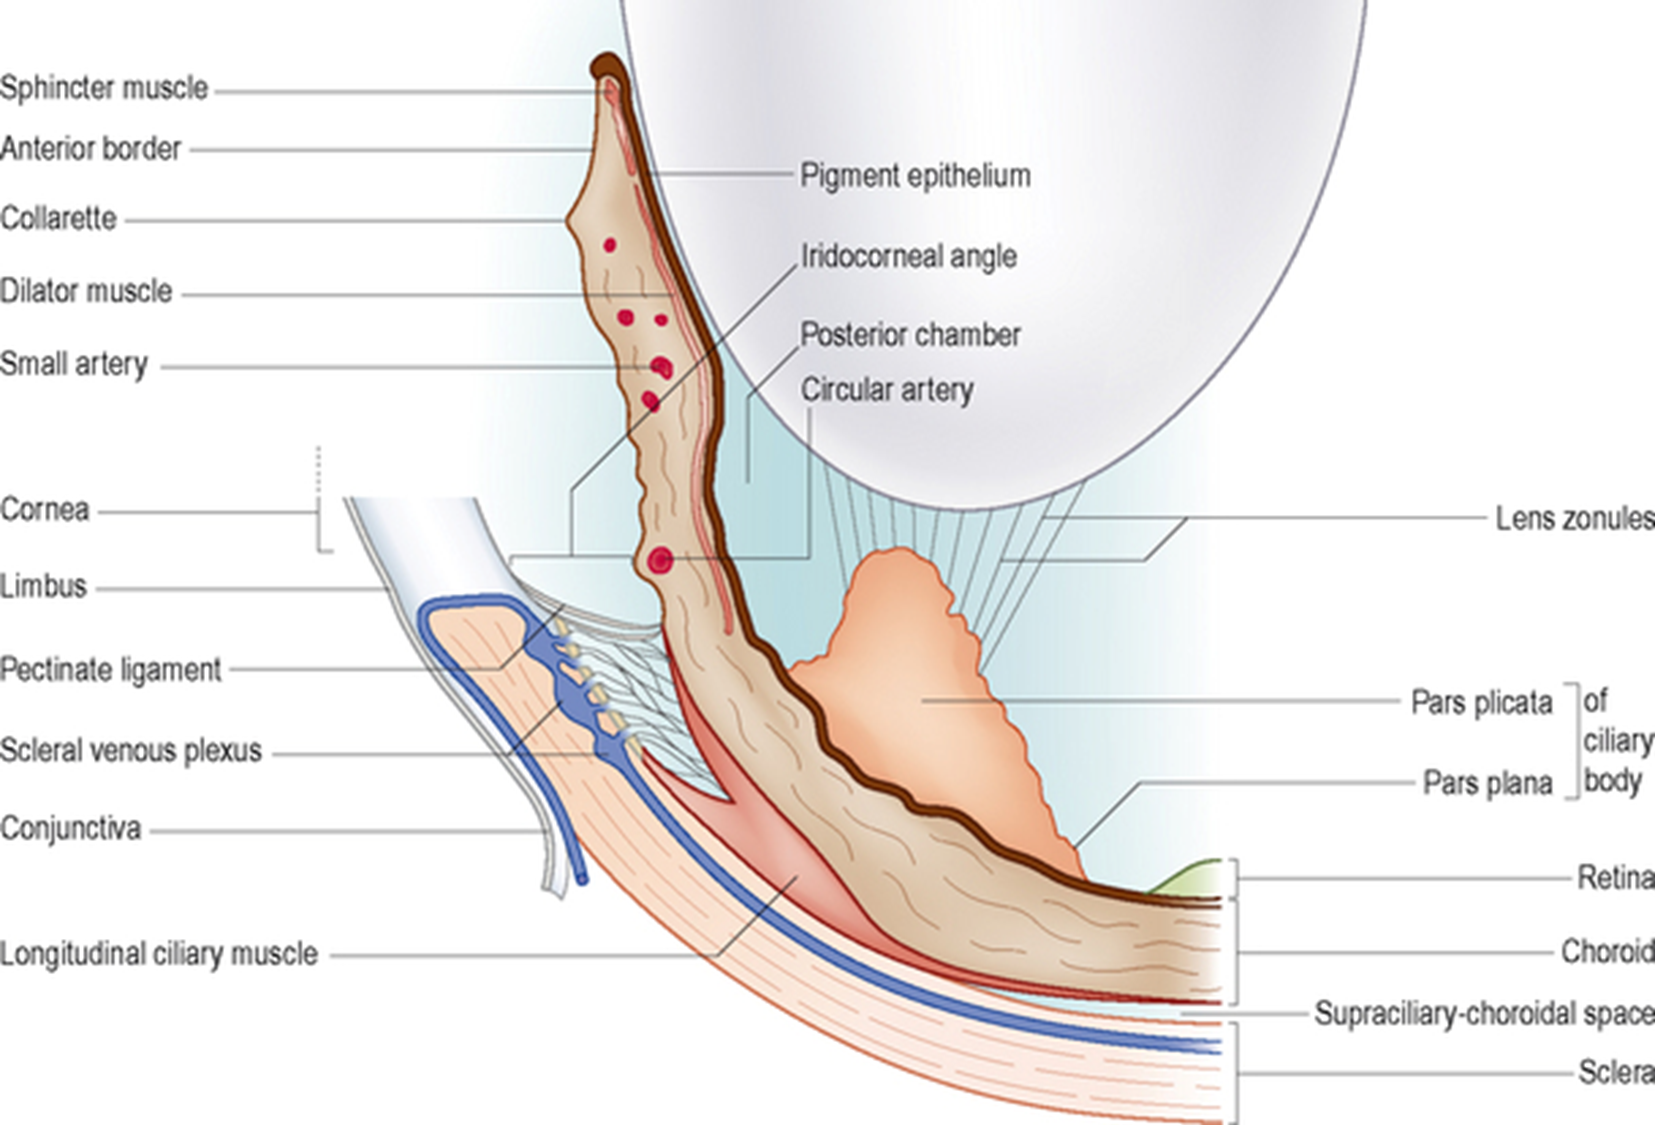 Sphincter muscle
Anterior border
Collarette
Dilator muscle
Small artery
Cornea
Limbus
Pectinate ligament
Scleral venous plexus
Conjunctiva
Longitudinal ciliary muscle
Pigment epithelium
Iridocorneal angle
Posterior chamber
Circular artery
Lens zonules
Pars plicata
Pars plana
of
ciliary
body
Retina
Choroid
Supraciliary-choroidal space
Sclera